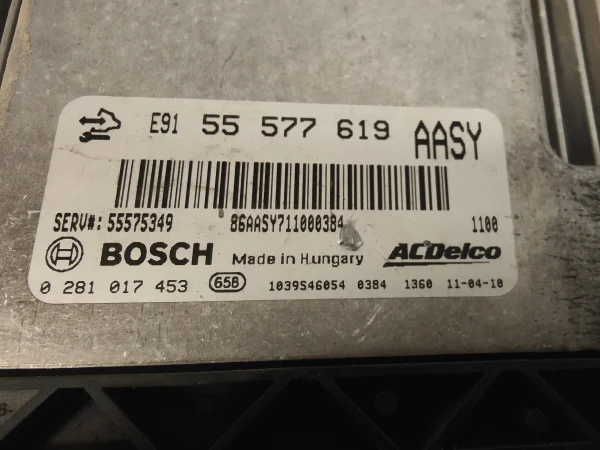 E91 55 577 619 AASY
SERV#: 55575349 86AASY711000384 1100
BOSCH Made in Hungary ACDelco
0 281 017 453 658 1039S46054 0384 1360 11-04-10